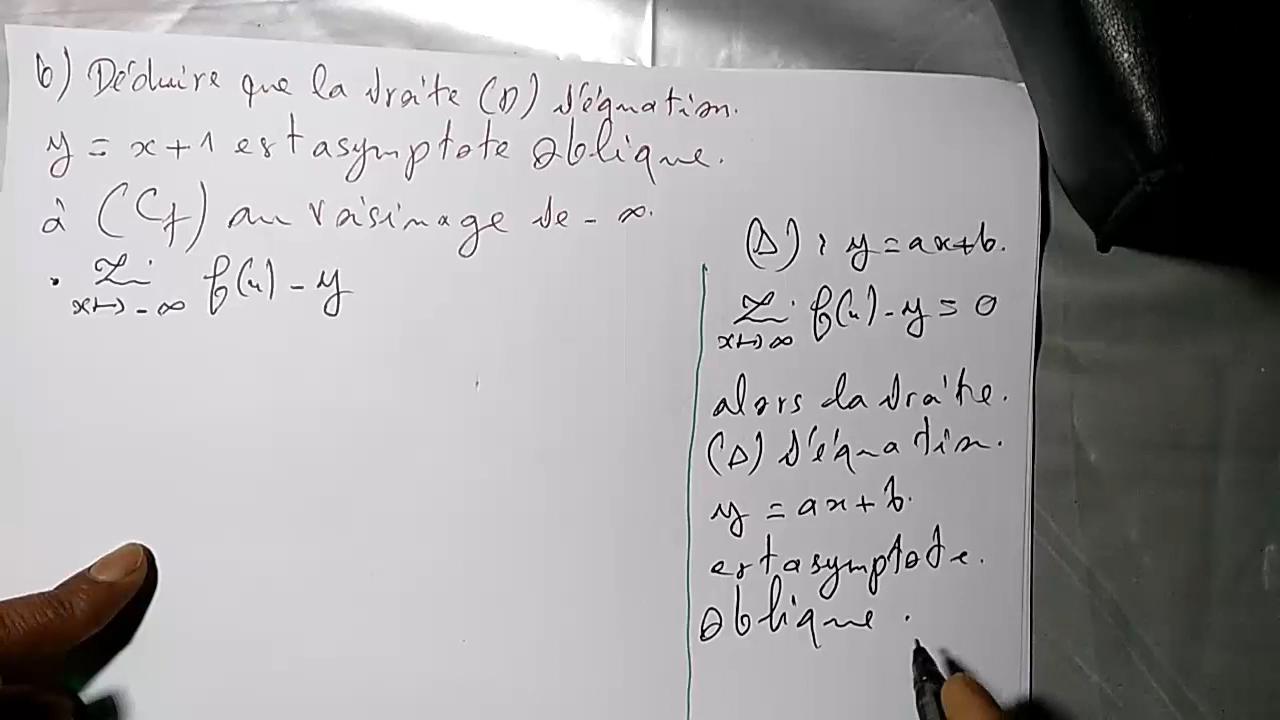 b) Déduire que la droite (D) d'équation.
y = x + 1 est asymptote oblique.
à (Cf) au voisinage de - ∞.
• lim f(x) - y
x↦ - ∞
(Δ) : y = ax + b.
lim f(x) - y = 0
x↦ ∞
alors la droite.
(Δ) d'équation.
y = ax + b.
est asymptote.
oblique.